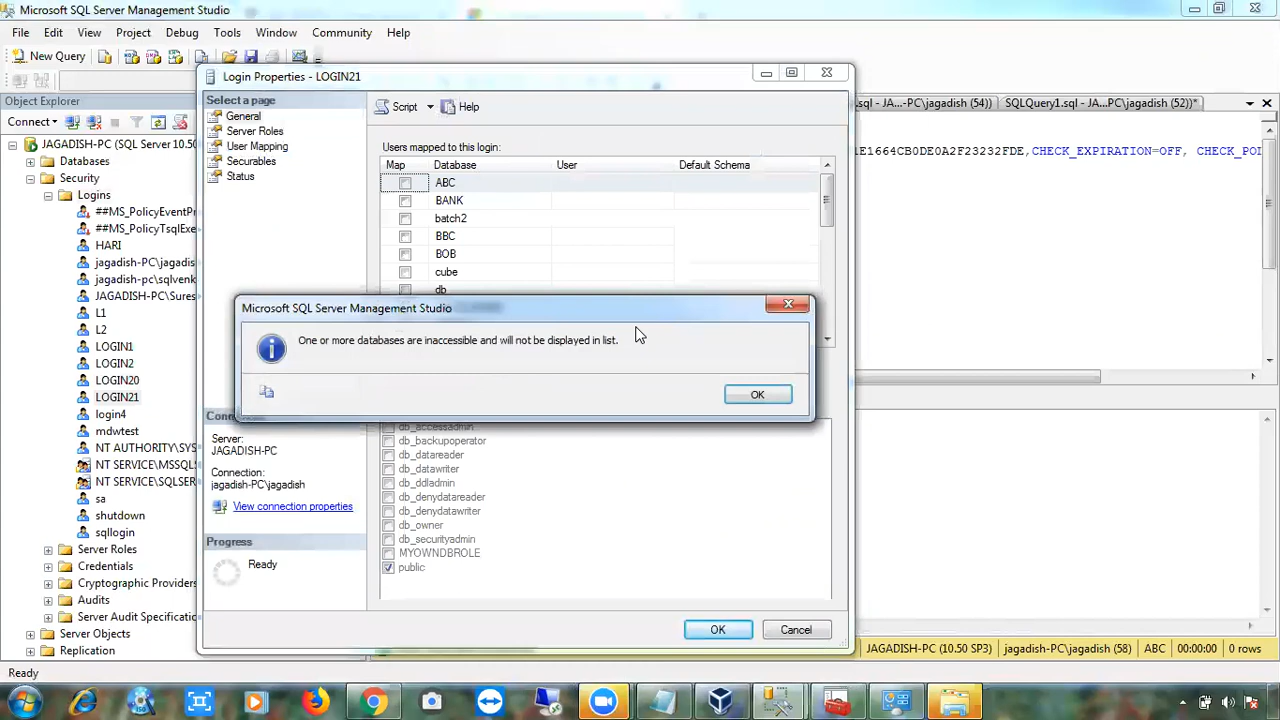 Microsoft SQL Server Management Studio
File Edit View Project Debug Tools Window Community Help
New Query
Object Explorer
Connect
JAGADISH-PC (SQL Server 10.50
Databases
Security
Logins
##MS_PolicyEventPr
##MS_PolicyTsqlExe
HARI
jagadish-pc\jagadi
jagadish-pc\sqlvenk
JAGADISH-PC\Sures
L1
L2
LOGIN1
LOGIN2
LOGIN20
LOGIN21
login4
mdwtest
NT AUTHORITY\SYS
NT SERVICE\MSSQLS
NT SERVICE\SQLSER
sa
shutdown
sqllogin
Server Roles
Credentials
Cryptographic Providers
Audits
Server Audit Specificatio
Server Objects
Replication
Login Properties - LOGIN21
Select a page
General
Server Roles
User Mapping
Securables
Status
Script Help
Users mapped to this login:
Map Database User Default Schema
ABC
BANK
batch2
BBC
BOB
cube
db
Microsoft SQL Server Management Studio
One or more databases are inaccessible and will not be displayed in list.
OK
Server:
JAGADISH-PC
Connection:
jagadish-PC\jagadish
View connection properties
Progress
Ready
db_accessadmin
db_backupoperator
db_datareader
db_datawriter
db_ddladmin
db_denydatareader
db_denydatawriter
db_owner
db_securityadmin
MYOWNDBROLE
public
OK Cancel
.sql - JA...-PC\jagadish (54))* SQLQuery1.sql - JA...PC\jagadish (52))*
1E1664CB0DE0A2F23232FDE,CHECK_EXPIRATION=OFF, CHECK_POL
JAGADISH-PC (10.50 SP3) jagadish-PC\jagadish (58) ABC 00:00:00 0 rows
Ready